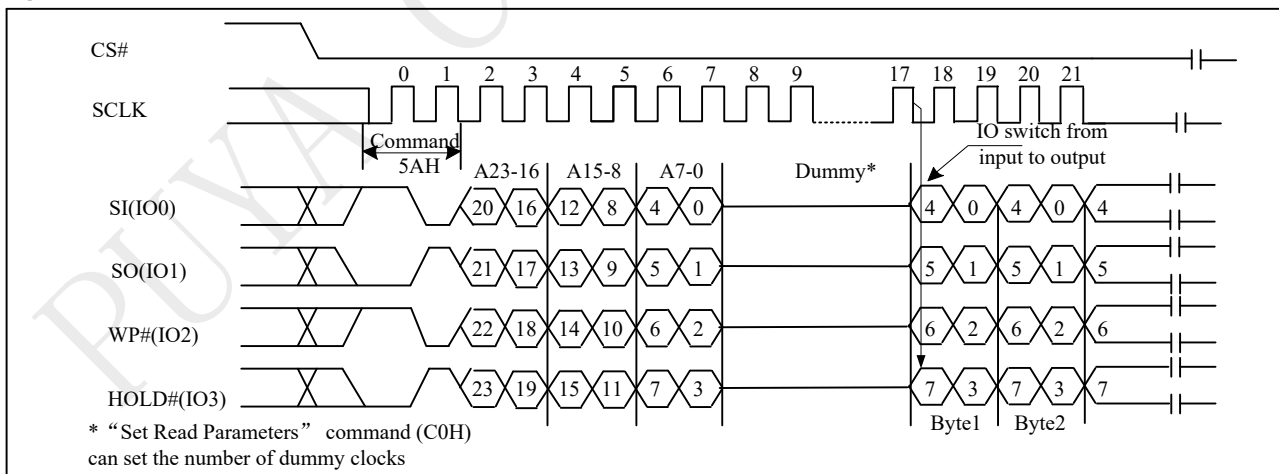 CS#
0 1 2 3 4 5 6 7 8 9 17 18 19 20 21
SCLK
Command
5AH
IO switch from
input to output
A23-16 A15-8 A7-0 Dummy*
SI(IO0) 20 16 12 8 4 0 4 0 4 0 4
SO(IO1) 21 17 13 9 5 1 5 1 5 1 5
WP#(IO2) 22 18 14 10 6 2 6 2 6 2 6
HOLD#(IO3) 23 19 15 11 7 3 7 3 7 3 7
Byte1 Byte2
* “Set Read Parameters” command (C0H)
can set the number of dummy clocks
PUYA